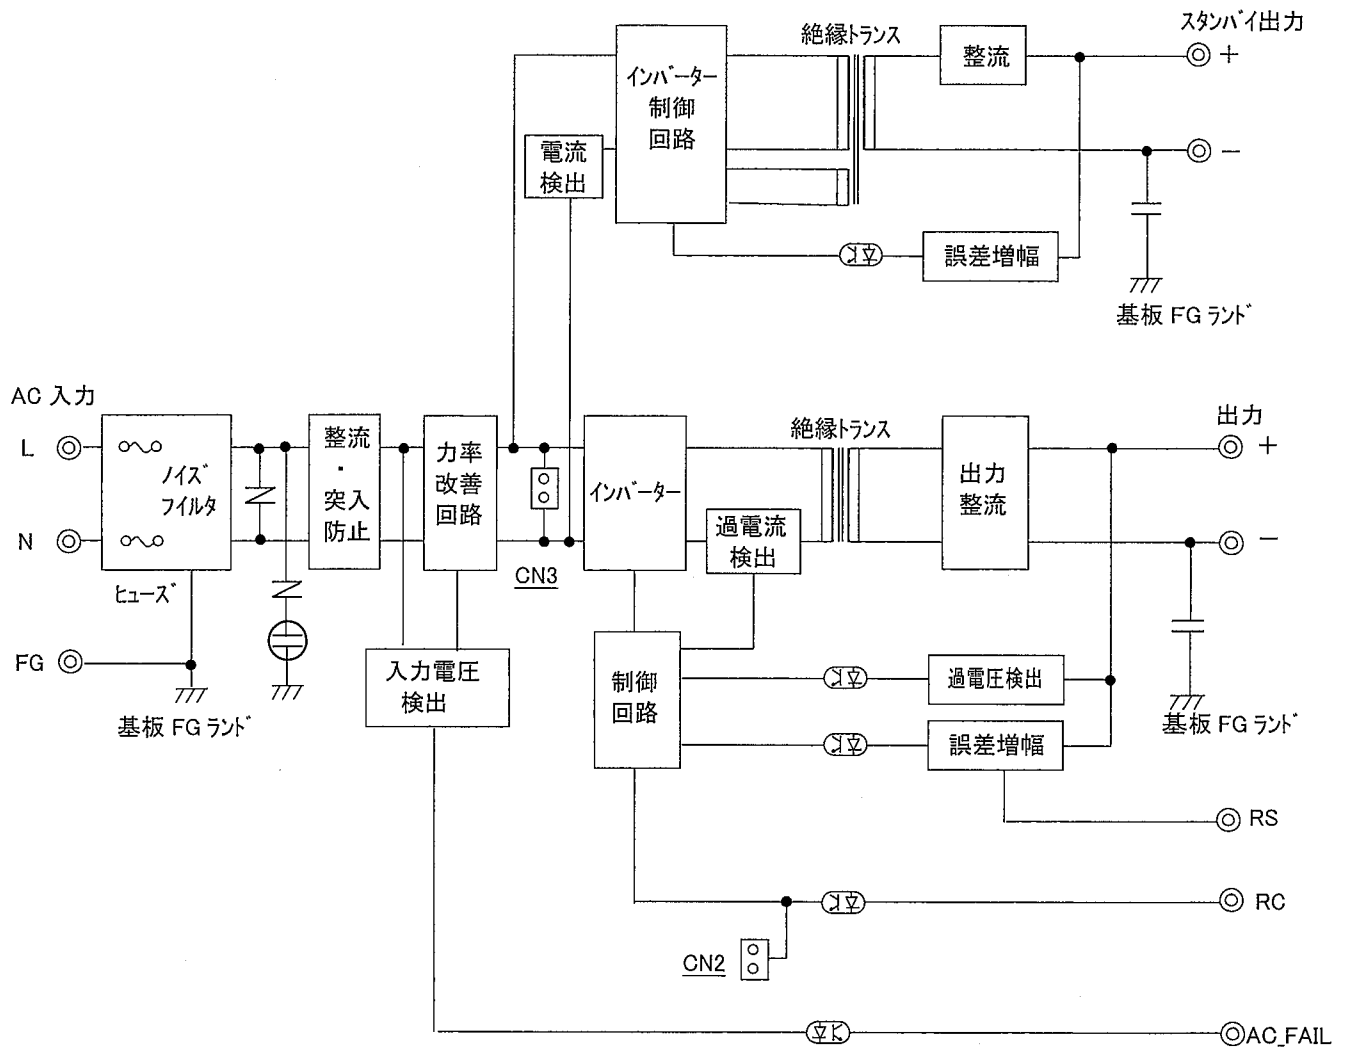 スタンバイ出力
絶縁トランス
整流
+
インバーター
制御
回路
電流
検出
−
誤差増幅
基板 FG ランド
AC 入力
L
N
FG
ノイズ
フィルタ
ヒューズ
基板 FG ランド
整流
・
突入
防止
力率
改善
回路
CN3
入力電圧
検出
インバーター
過電流
検出
絶縁トランス
出力
整流
出力
+
−
制御
回路
過電圧検出
誤差増幅
基板 FG ランド
RS
RC
CN2
AC_FAIL